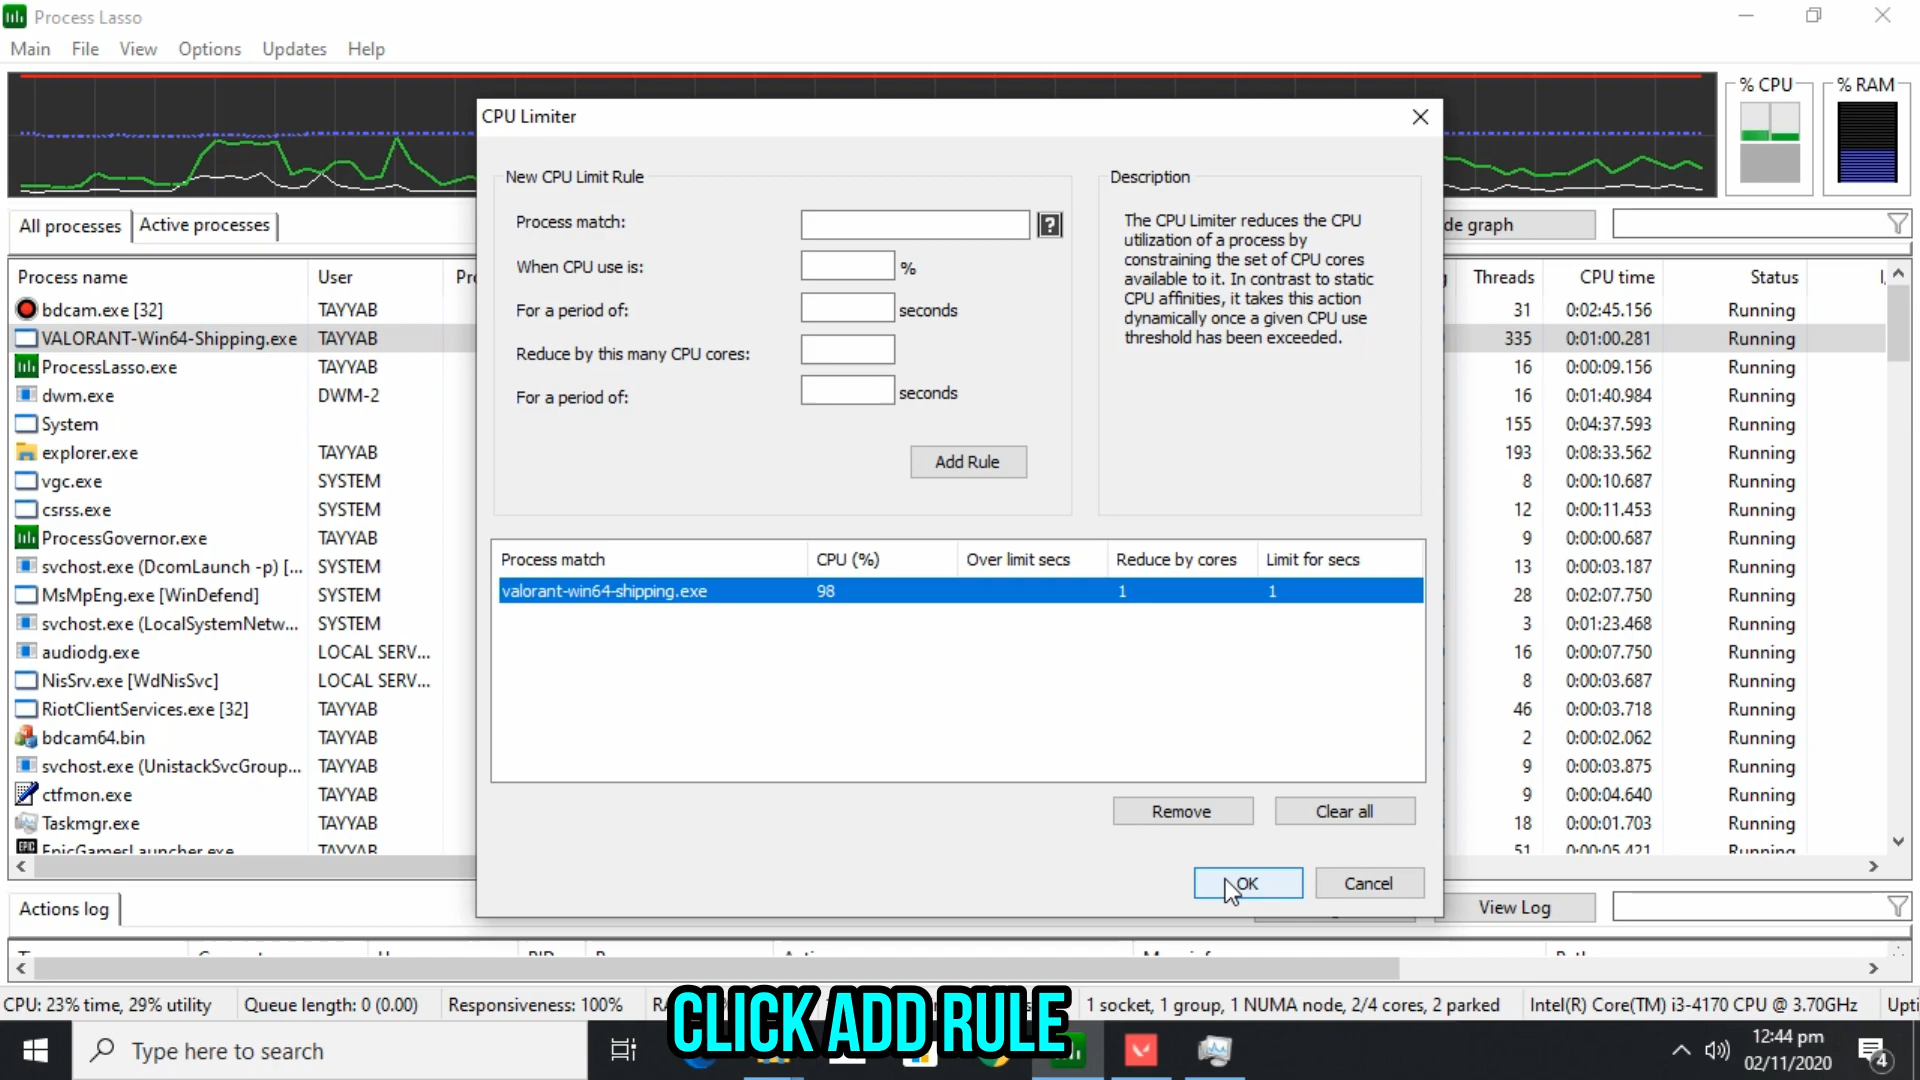 Process Lasso
Main File View Options Updates Help
% CPU % RAM
CPU Limiter
New CPU Limit Rule
Process match:
When CPU use is: %
For a period of: seconds
Reduce by this many CPU cores:
For a period of: seconds
Add Rule
Description
The CPU Limiter reduces the CPU
utilization of a process by
constraining the set of CPU cores
available to it. In contrast to static
CPU affinities, it takes this action
dynamically once a given CPU use
threshold has been exceeded.
Process match CPU (%) Over limit secs Reduce by cores Limit for secs
valorant-win64-shipping.exe 98 1 1
Remove Clear all
OK Cancel
All processes Active processes
de graph
Process name User Threads CPU time Status
bdcam.exe [32] TAYYAB 31 0:02:45.156 Running
VALORANT-Win64-Shipping.exe TAYYAB 335 0:01:00.281 Running
ProcessLasso.exe TAYYAB 16 0:00:09.156 Running
dwm.exe DWM-2 16 0:01:40.984 Running
System 155 0:04:37.593 Running
explorer.exe TAYYAB 193 0:08:33.562 Running
vgc.exe SYSTEM 8 0:00:10.687 Running
csrss.exe SYSTEM 12 0:00:11.453 Running
ProcessGovernor.exe TAYYAB 9 0:00:00.687 Running
svchost.exe (DcomLaunch -p) [... SYSTEM 13 0:00:03.187 Running
MsMpEng.exe [WinDefend] SYSTEM 28 0:02:07.750 Running
svchost.exe (LocalSystemNetw... SYSTEM 3 0:01:23.468 Running
audiodg.exe LOCAL SERV... 16 0:00:07.750 Running
NisSrv.exe [WdNisSvc] LOCAL SERV... 8 0:00:03.687 Running
RiotClientServices.exe [32] TAYYAB 46 0:00:03.718 Running
bdcam64.bin TAYYAB 2 0:00:02.062 Running
svchost.exe (UnistackSvcGroup... TAYYAB 9 0:00:03.875 Running
ctfmon.exe TAYYAB 9 0:00:04.640 Running
Taskmgr.exe TAYYAB 18 0:00:01.703 Running
EpicGamesLauncher.exe TAYYAB 51 0:00:05.421 Running
Actions log View Log
CPU: 23% time, 29% utility Queue length: 0 (0.00) Responsiveness: 100% 1 socket, 1 group, 1 NUMA node, 2/4 cores, 2 parked Intel(R) Core(TM) i3-4170 CPU @ 3.70GHz Upti
CLICK ADD RULE
Type here to search
12:44 pm
02/11/2020
4